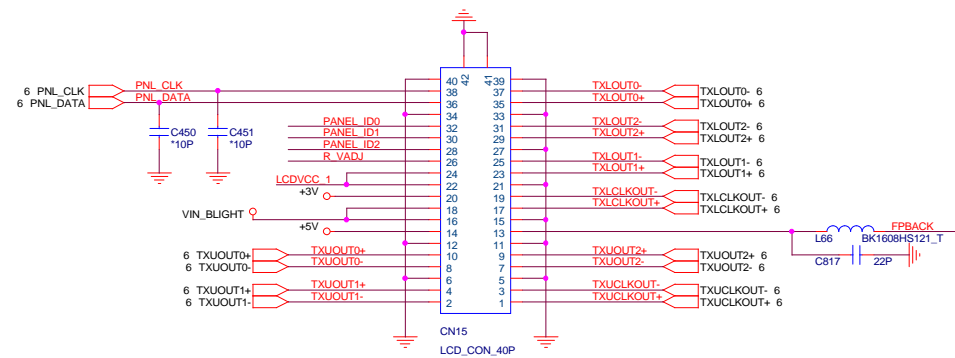 42
41
40
39
6 PNL_CLK
PNL_CLK
38
37
TXLOUT0-
TXLOUT0- 6
6 PNL_DATA
PNL_DATA
36
35
TXLOUT0+
TXLOUT0+ 6
34
33
PANEL_ID0
32
31
TXLOUT2-
TXLOUT2- 6
C450
*10P
C451
*10P
PANEL_ID1
30
29
TXLOUT2+
TXLOUT2+ 6
PANEL_ID2
28
27
R_VADJ
26
25
TXLOUT1-
TXLOUT1- 6
24
23
TXLOUT1+
TXLOUT1+ 6
LCDVCC_1
22
21
+3V
20
19
TXLCLKOUT-
TXLCLKOUT- 6
VIN_BLIGHT
18
17
TXLCLKOUT+
TXLCLKOUT+ 6
16
15
+5V
14
13
FPBACK
L66
BK1608HS121_T
12
11
6 TXUOUT0+
TXUOUT0+
10
9
TXUOUT2+
TXUOUT2+ 6
C817
22P
6 TXUOUT0-
TXUOUT0-
8
7
TXUOUT2-
TXUOUT2- 6
6
5
6 TXUOUT1+
TXUOUT1+
4
3
TXUCLKOUT-
TXUCLKOUT- 6
6 TXUOUT1-
TXUOUT1-
2
1
TXUCLKOUT+
TXUCLKOUT+ 6
CN15
LCD_CON_40P